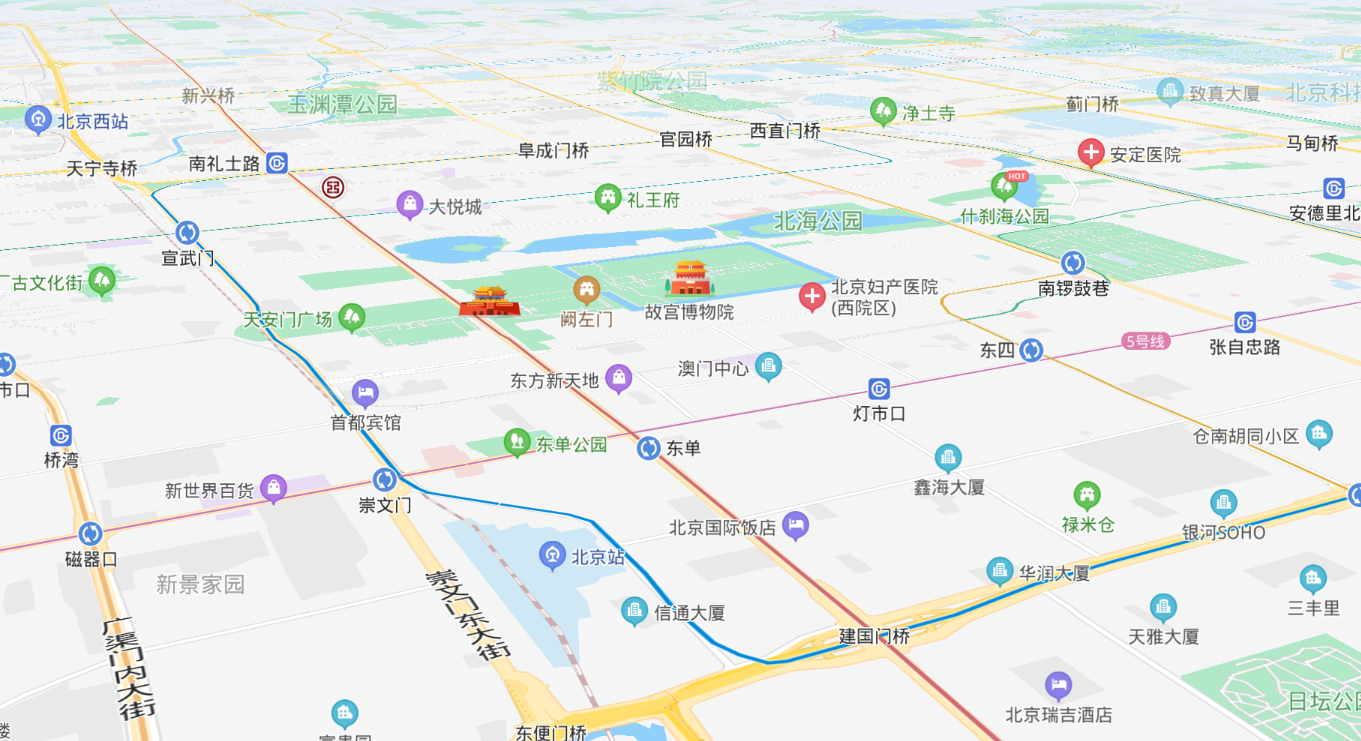 紫竹院公园
新兴桥
玉渊潭公园
致真大厦
北京科技
蓟门桥
净土寺
北京西站
官园桥
西直门桥
马甸桥
阜成门桥
安定医院
天宁寺桥
南礼士路
HOT
大悦城
礼王府
什刹海公园
安德里北
北海公园
宣武门
古文化街
南锣鼓巷
北京妇产医院
(西院区)
故宫博物院
阙左门
天安门广场
5号线
张自忠路
东四
澳门中心
东方新天地
市口
灯市口
首都宾馆
仓南胡同小区
东单公园
东单
桥湾
鑫海大厦
新世界百货
崇文门
禄米仓
银河SOHO
北京国际饭店
磁器口
北京站
华润大厦
新景家园
三丰里
信通大厦
崇文门东大街
建国门桥
天雅大厦
广渠门内大街
日坛公园
北京瑞吉酒店
东便门桥